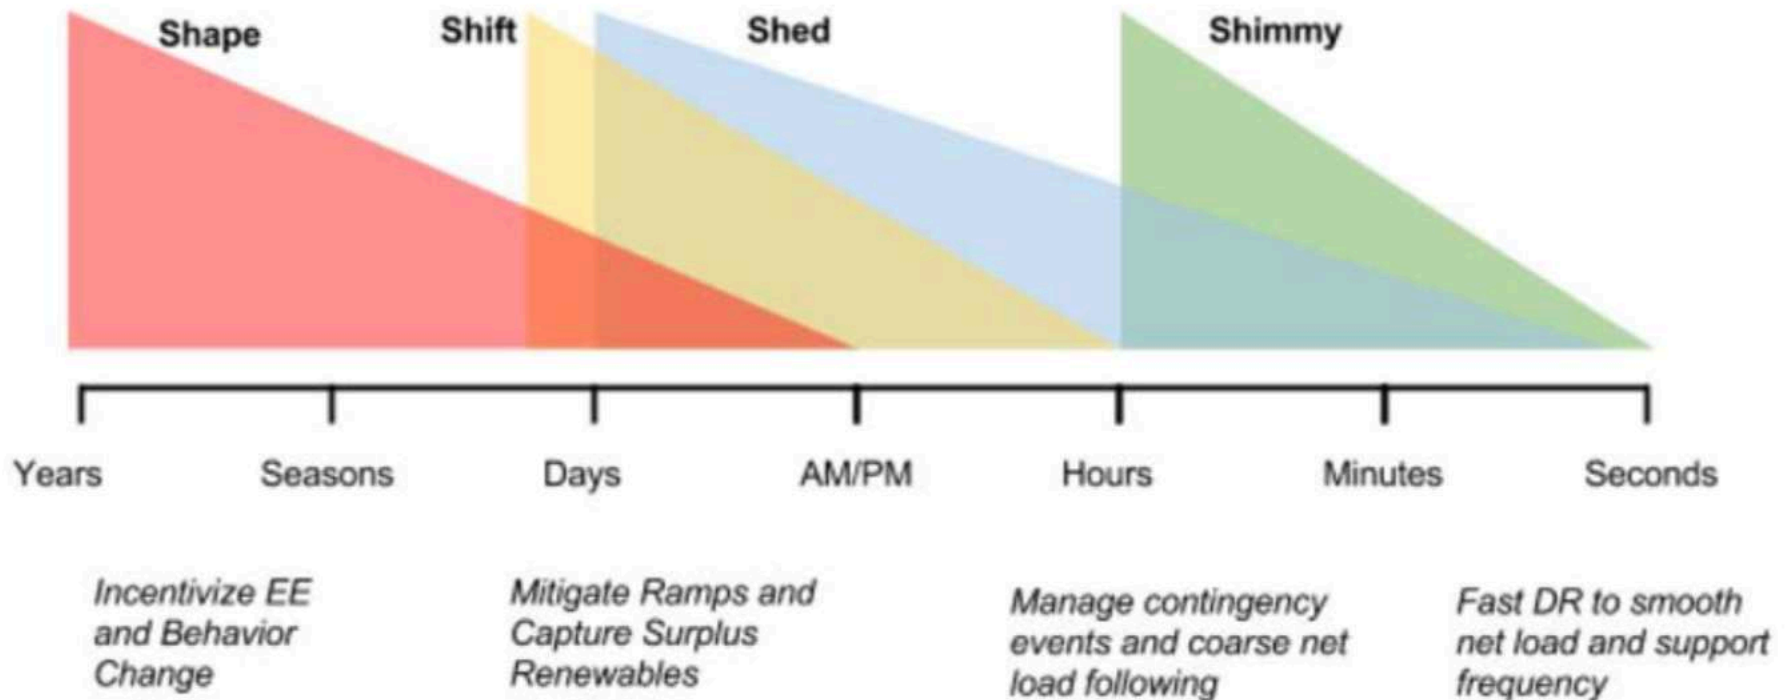 Shape
Shift
Shed
Shimmy
Years
Seasons
Days
AM/PM
Hours
Minutes
Seconds
Incentivize EE
and Behavior
Change
Mitigate Ramps and
Capture Surplus
Renewables
Manage contingency
events and coarse net
load following
Fast DR to smooth
net load and support
frequency